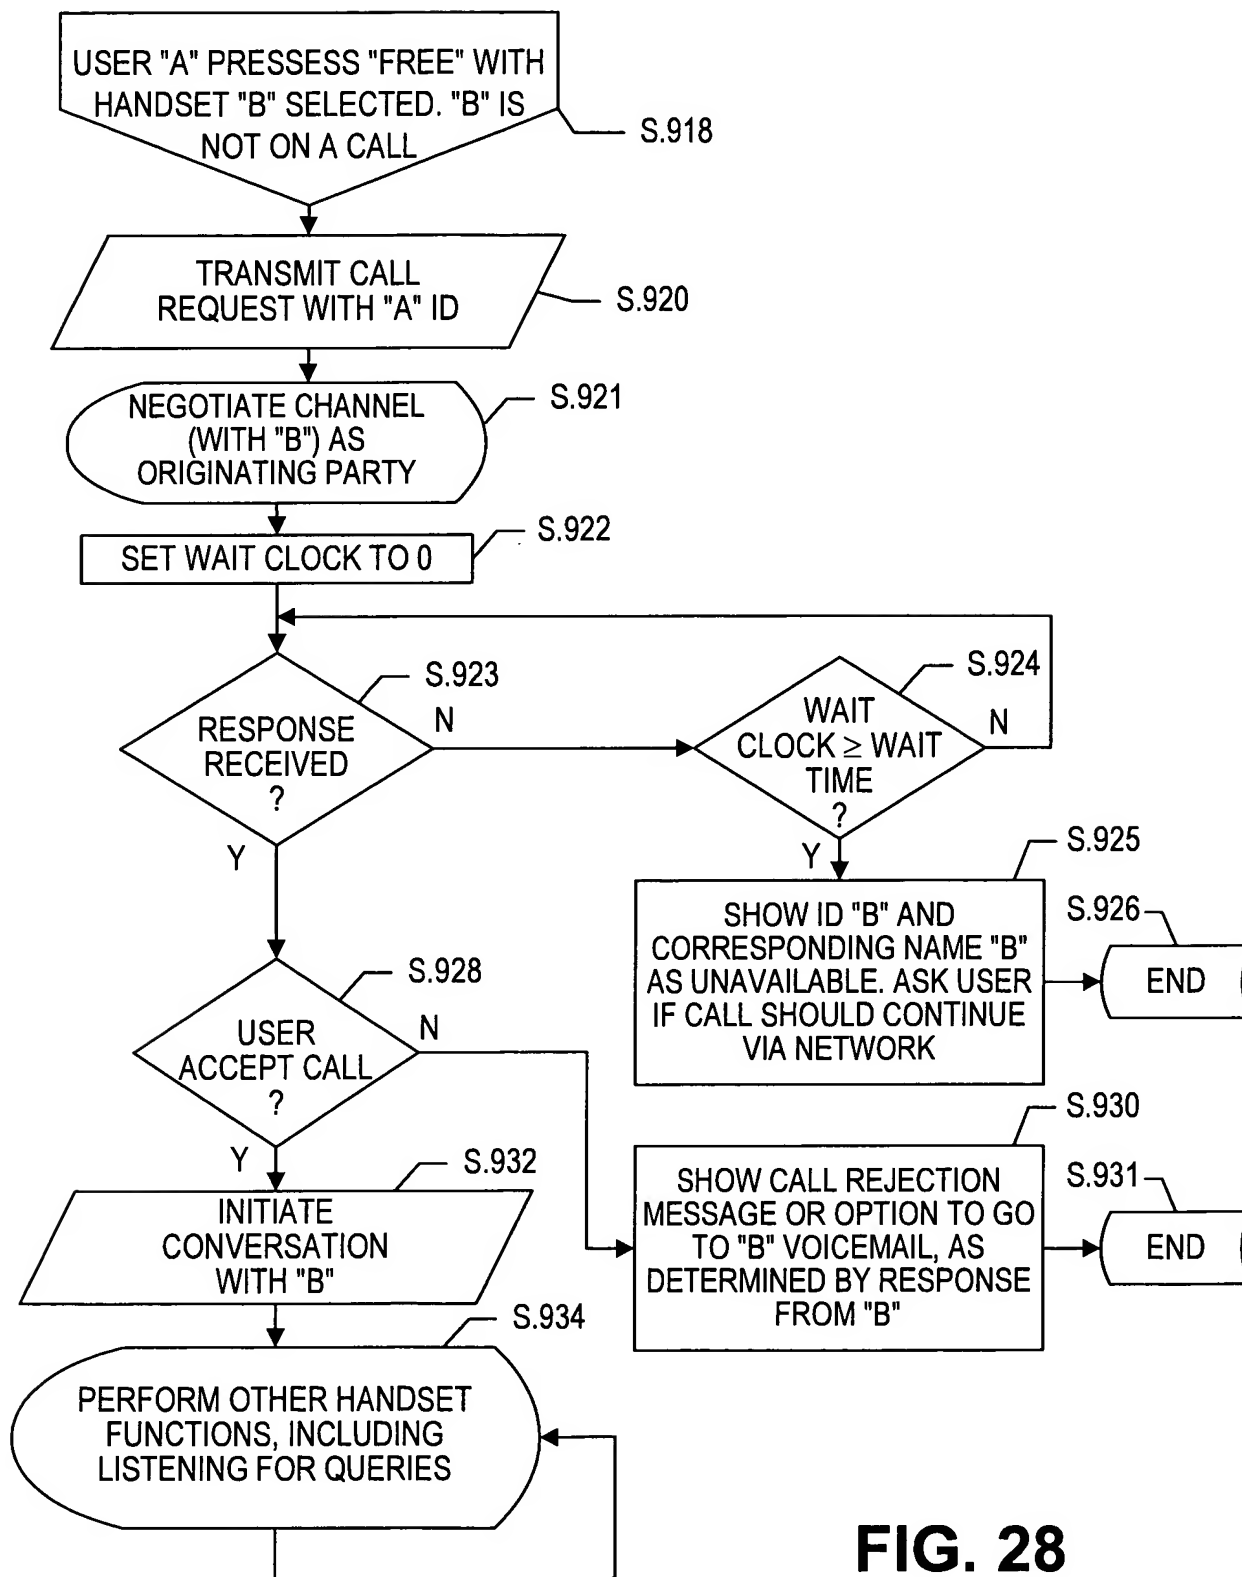 USER "A" PRESSESS "FREE" WITH
HANDSET "B" SELECTED. "B" IS
NOT ON A CALL
S.918
TRANSMIT CALL
REQUEST WITH "A" ID
S.920
NEGOTIATE CHANNEL
(WITH "B") AS
ORIGINATING PARTY
S.921
SET WAIT CLOCK TO 0
S.922
RESPONSE
RECEIVED
?
S.923
N
Y
WAIT
CLOCK ≥ WAIT
TIME
?
S.924
N
Y
SHOW ID "B" AND
CORRESPONDING NAME "B"
AS UNAVAILABLE. ASK USER
IF CALL SHOULD CONTINUE
VIA NETWORK
S.925
END
S.926
USER
ACCEPT CALL
?
S.928
N
Y
SHOW CALL REJECTION
MESSAGE OR OPTION TO GO
TO "B" VOICEMAIL, AS
DETERMINED BY RESPONSE
FROM "B"
S.930
END
S.931
INITIATE
CONVERSATION
WITH "B"
S.932
PERFORM OTHER HANDSET
FUNCTIONS, INCLUDING
LISTENING FOR QUERIES
S.934
FIG. 28